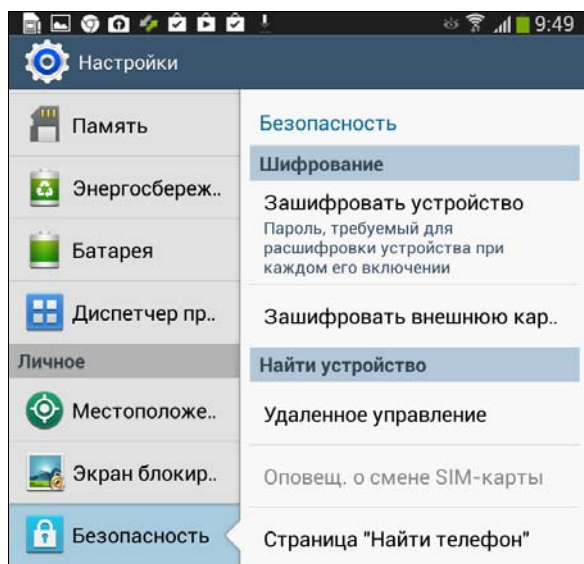 9:49
Настройки
Память
Энергосбереж..
Батарея
Диспетчер пр..
Личное
Местоположе..
Экран блокир..
Безопасность
Безопасность
Шифрование
Зашифровать устройство
Пароль, требуемый для
расшифровки устройства при
каждом его включении
Зашифровать внешнюю кар..
Найти устройство
Удаленное управление
Оповещ. о смене SIM-карты
Страница "Найти телефон"